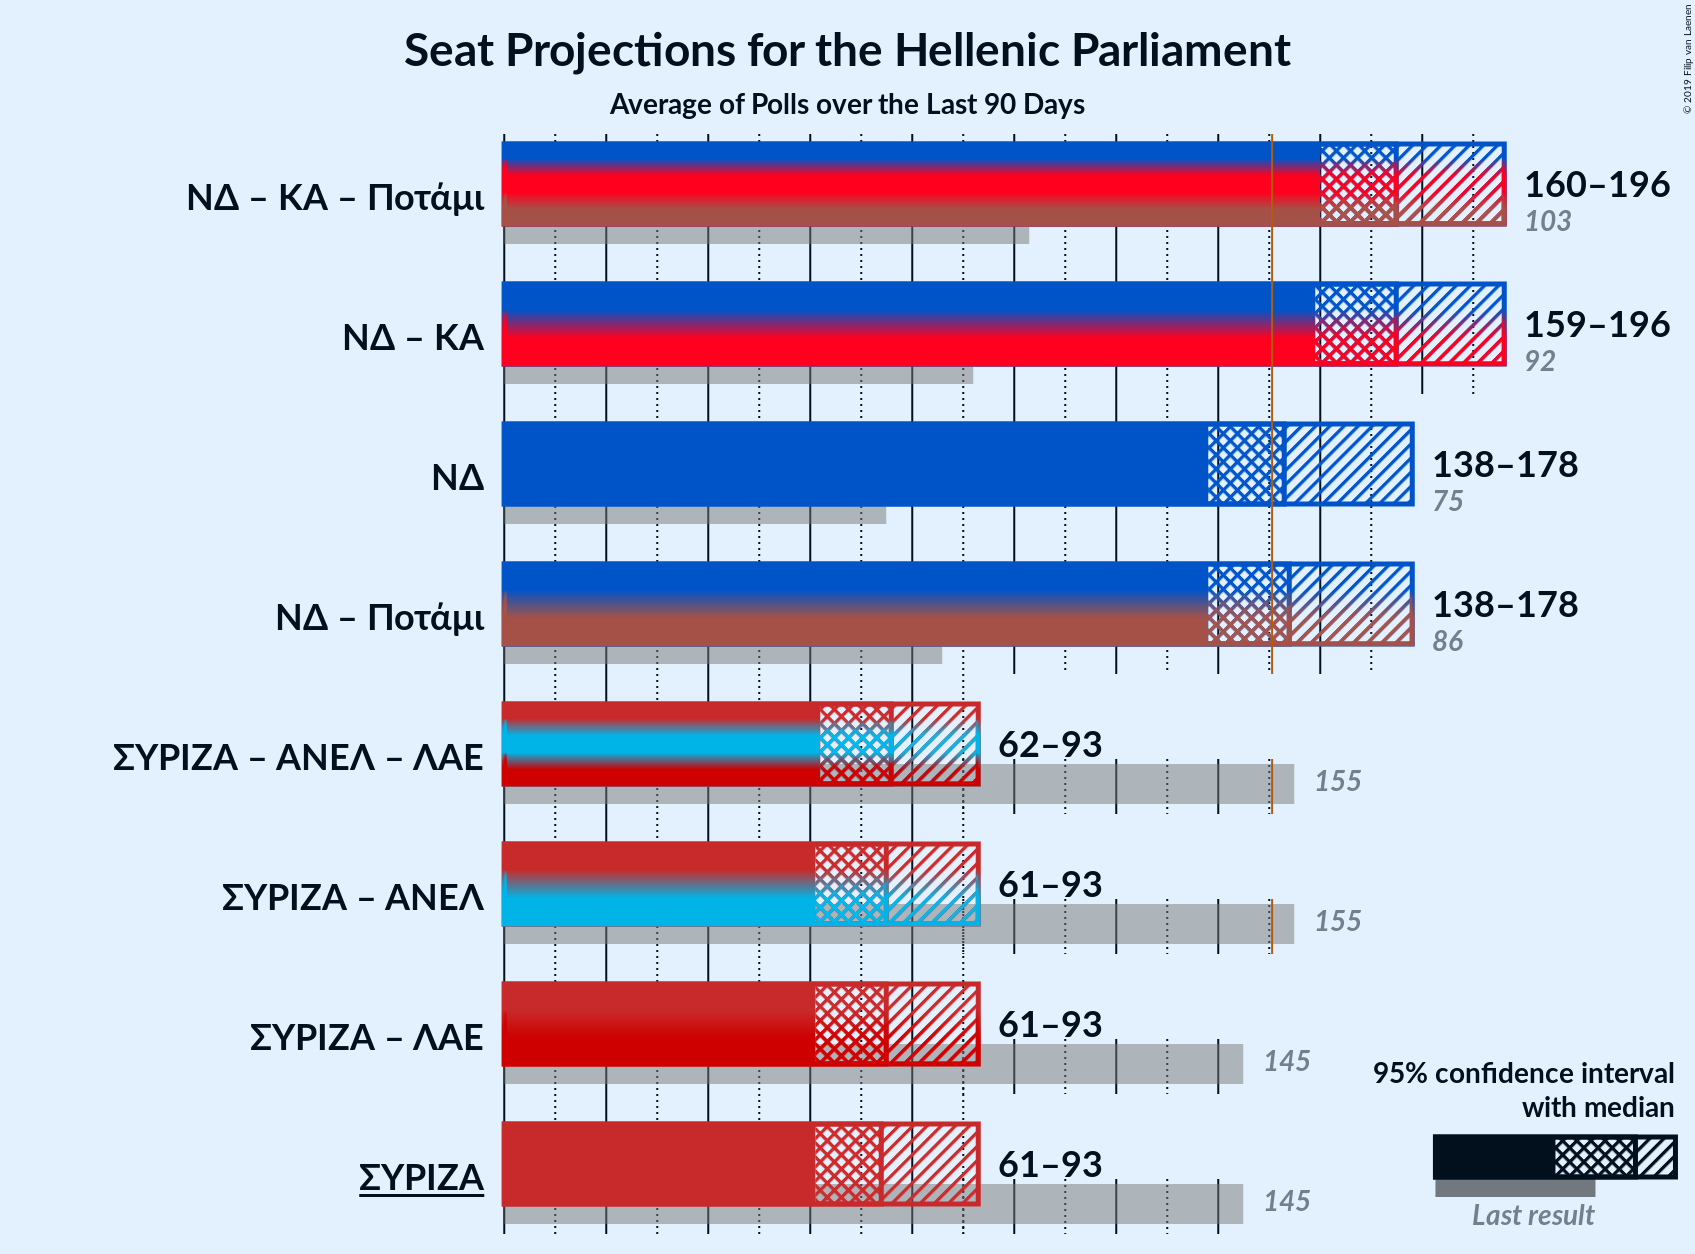 Seat Projections for the Hellenic Parliament
Average of Polls over the Last 90 Days
© 2019 Filip van Laenen
ΝΔ – ΚΑ – Ποτάμι
160–196
103
ΝΔ – ΚΑ
159–196
92
ΝΔ
138–178
75
ΝΔ – Ποτάμι
138–178
86
ΣΥΡΙΖΑ – ΑΝΕΛ – ΛΑΕ
62–93
155
ΣΥΡΙΖΑ – ΑΝΕΛ
61–93
155
ΣΥΡΙΖΑ – ΛΑΕ
61–93
145
ΣΥΡΙΖΑ
61–93
145
95% confidence interval
with median
Last result